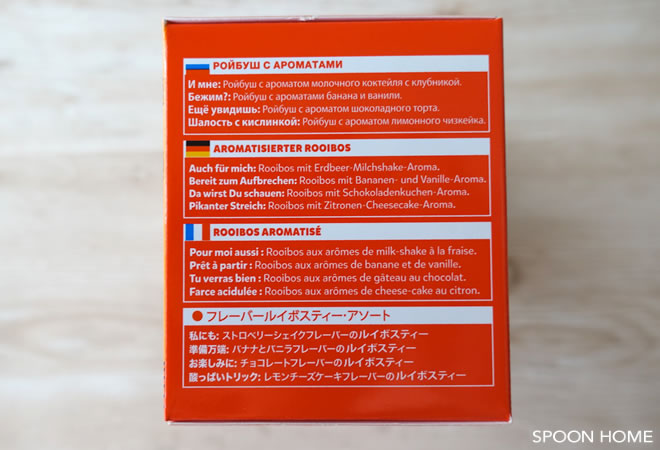 РОЙБУШ С АРОМАТАМИ
И мне: Ройбуш с ароматом молочного коктейля с клубникой.
Бежим?: Ройбуш с ароматами банана и ванили.
Ещё увидишь: Ройбуш с ароматом шоколадного торта.
Шалость с кислинкой: Ройбуш с ароматом лимонного чизкейка.
AROMATISIERTER ROOIBOS
Auch für mich: Rooibos mit Erdbeer-Milchshake-Aroma.
Bereit zum Aufbrechen: Rooibos mit Bananen- und Vanille-Aroma.
Da wirst Du schauen: Rooibos mit Schokoladenkuchen-Aroma.
Pikanter Streich: Rooibos mit Zitronen-Cheesecake-Aroma.
ROOIBOS AROMATISÉ
Pour moi aussi : Rooibos aux arômes de milk-shake à la fraise.
Prêt à partir : Rooibos aux arômes de banane et de vanille.
Tu verras bien : Rooibos aux arômes de gâteau au chocolat.
Farce acidulée : Rooibos aux arômes de cheese-cake au citron.
フレーバールイボスティー・アソート
私にも: ストロベリーシェイクフレーバーのルイボスティー
準備万端: バナナとバニラフレーバーのルイボスティー
お楽しみに: チョコレートフレーバーのルイボスティー
酸っぱいトリック: レモンチーズケーキフレーバーのルイボスティー
SPOON HOME